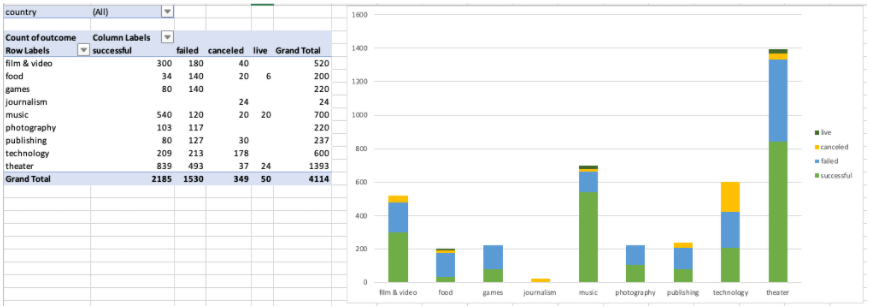 country (All)
Count of outcome Column Labels
Row Labels successful failed canceled live Grand Total
film & video 300 180 40 520
food 34 140 20 6 200
games 80 140 220
journalism 24 24
music 540 120 20 20 700
photography 103 117 220
publishing 80 127 30 237
technology 209 213 178 600
theater 839 493 37 24 1393
Grand Total 2185 1530 349 50 4114
1600
1400
1200
1000
800
600
400
200
0
film & video food games journalism music photography publishing technology theater
live
canceled
failed
successful